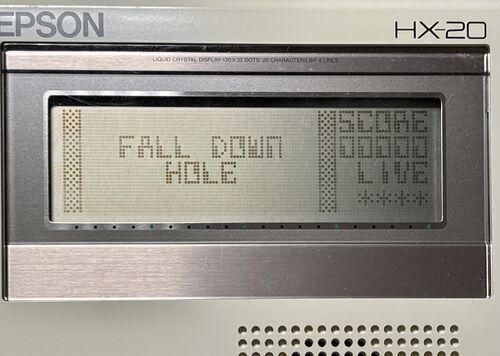 EPSON
HX-20
LIQUID CRYSTAL DISPLAY·120 X 32 DOTS·20 CHARACTERS BY 4 LINES
SCORE
FALL DOWN 00000
HOLE LIVE
****